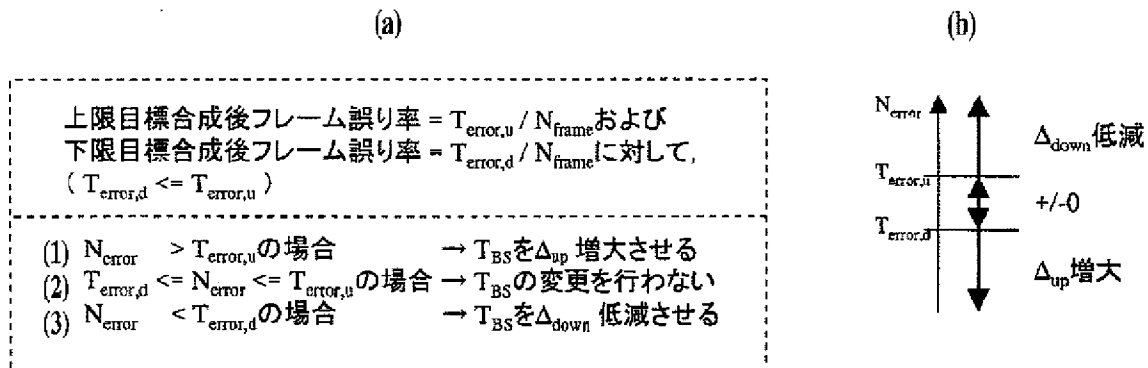 (a)
上限目標合成後フレーム誤り率 = T_error,u / N_frameおよび
下限目標合成後フレーム誤り率 = T_error,d / N_frameに対して,
( T_error,d <= T_error,u )
(1) N_error > T_error,uの場合 → T_BSをΔ_up 増大させる
(2) T_error,d <= N_error <= T_error,uの場合 → T_BSの変更を行わない
(3) N_error < T_error,dの場合 → T_BSをΔ_down 低減させる
(b)
N_error
Δ_down低減
T_error,u
+/-0
T_error,d
Δ_up増大